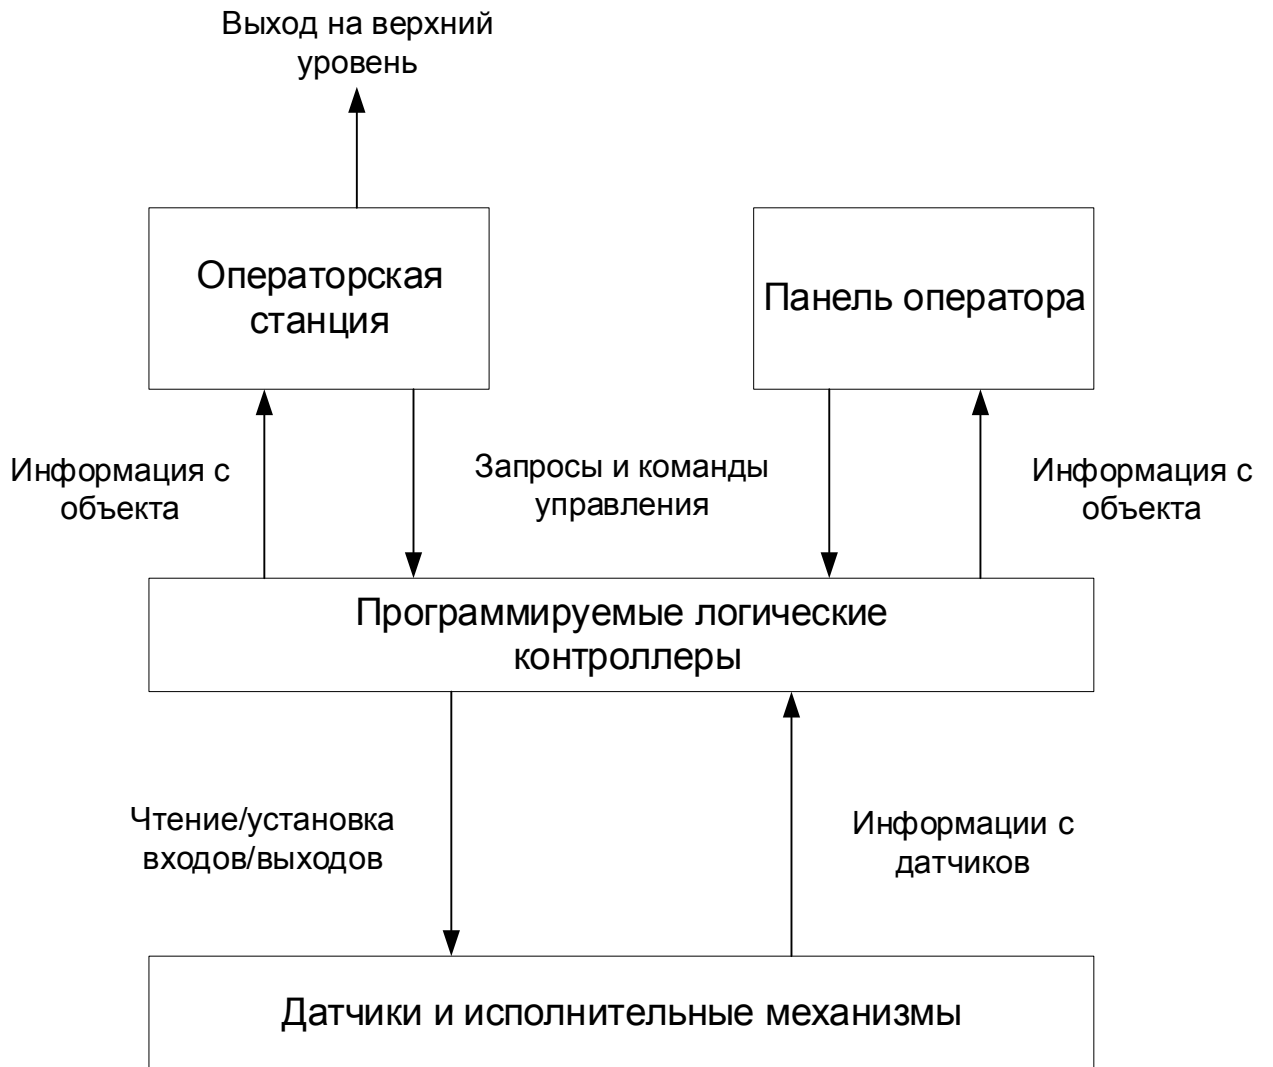 Выход на верхний
уровень
Операторская
станция
Панель оператора
Информация с
объекта
Запросы и команды
управления
Информация с
объекта
Программируемые логические
контроллеры
Чтение/установка
входов/выходов
Информации с
датчиков
Датчики и исполнительные механизмы